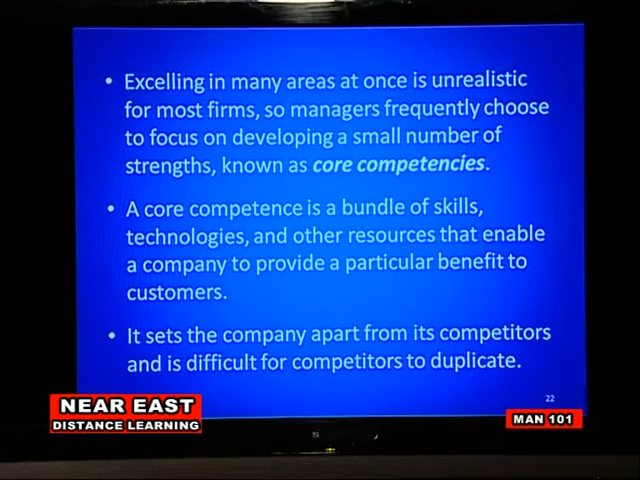 • Excelling in many areas at once is unrealistic
for most firms, so managers frequently choose
to focus on developing a small number of
strengths, known as core competencies.
• A core competence is a bundle of skills,
technologies, and other resources that enable
a company to provide a particular benefit to
customers.
• It sets the company apart from its competitors
and is difficult for competitors to duplicate.
22
NEAR EAST
DISTANCE LEARNING
MAN 101